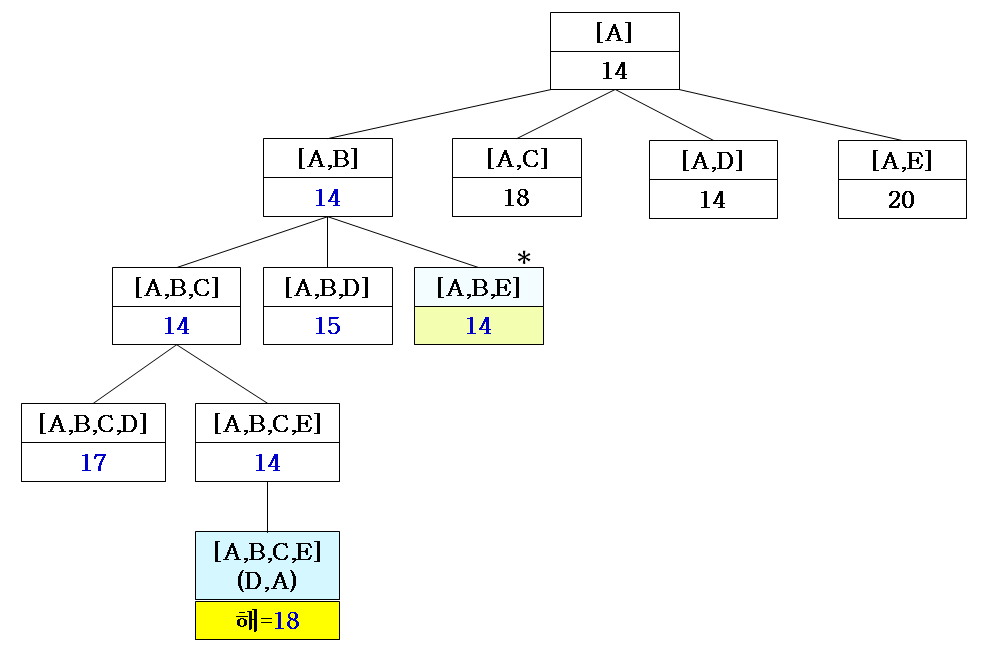 [A]
14
[A,B]
14
[A,C]
18
[A,D]
14
[A,E]
20
*
[A,B,C]
14
[A,B,D]
15
[A,B,E]
14
[A,B,C,D]
17
[A,B,C,E]
14
[A,B,C,E]
(D,A)
해=18